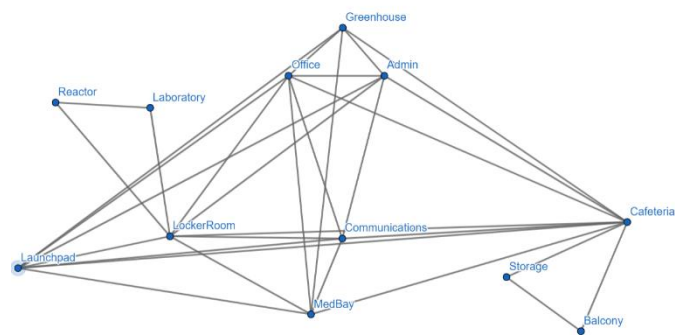 Greenhouse
Office
Admin
Reactor
Laboratory
LockerRoom
Communications
Cafeteria
Launchpad
Storage
MedBay
Balcony